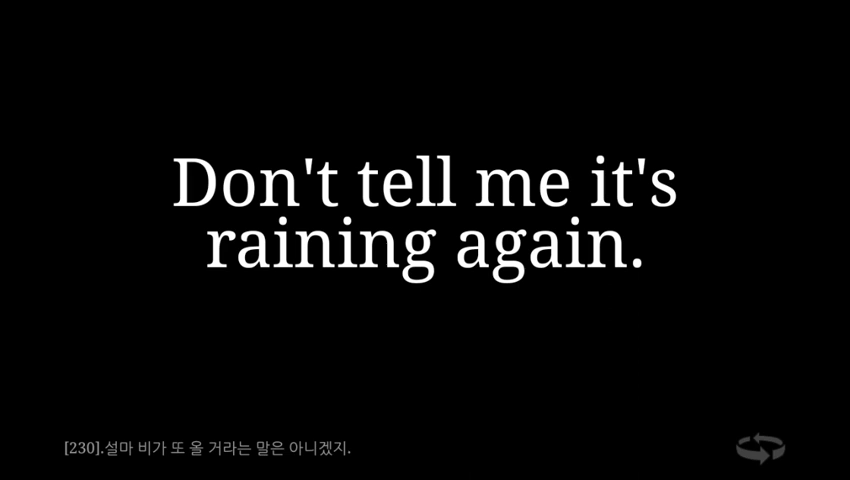 Don't tell me it's
raining again.
[230].설마 비가 또 올 거라는 말은 아니겠지.